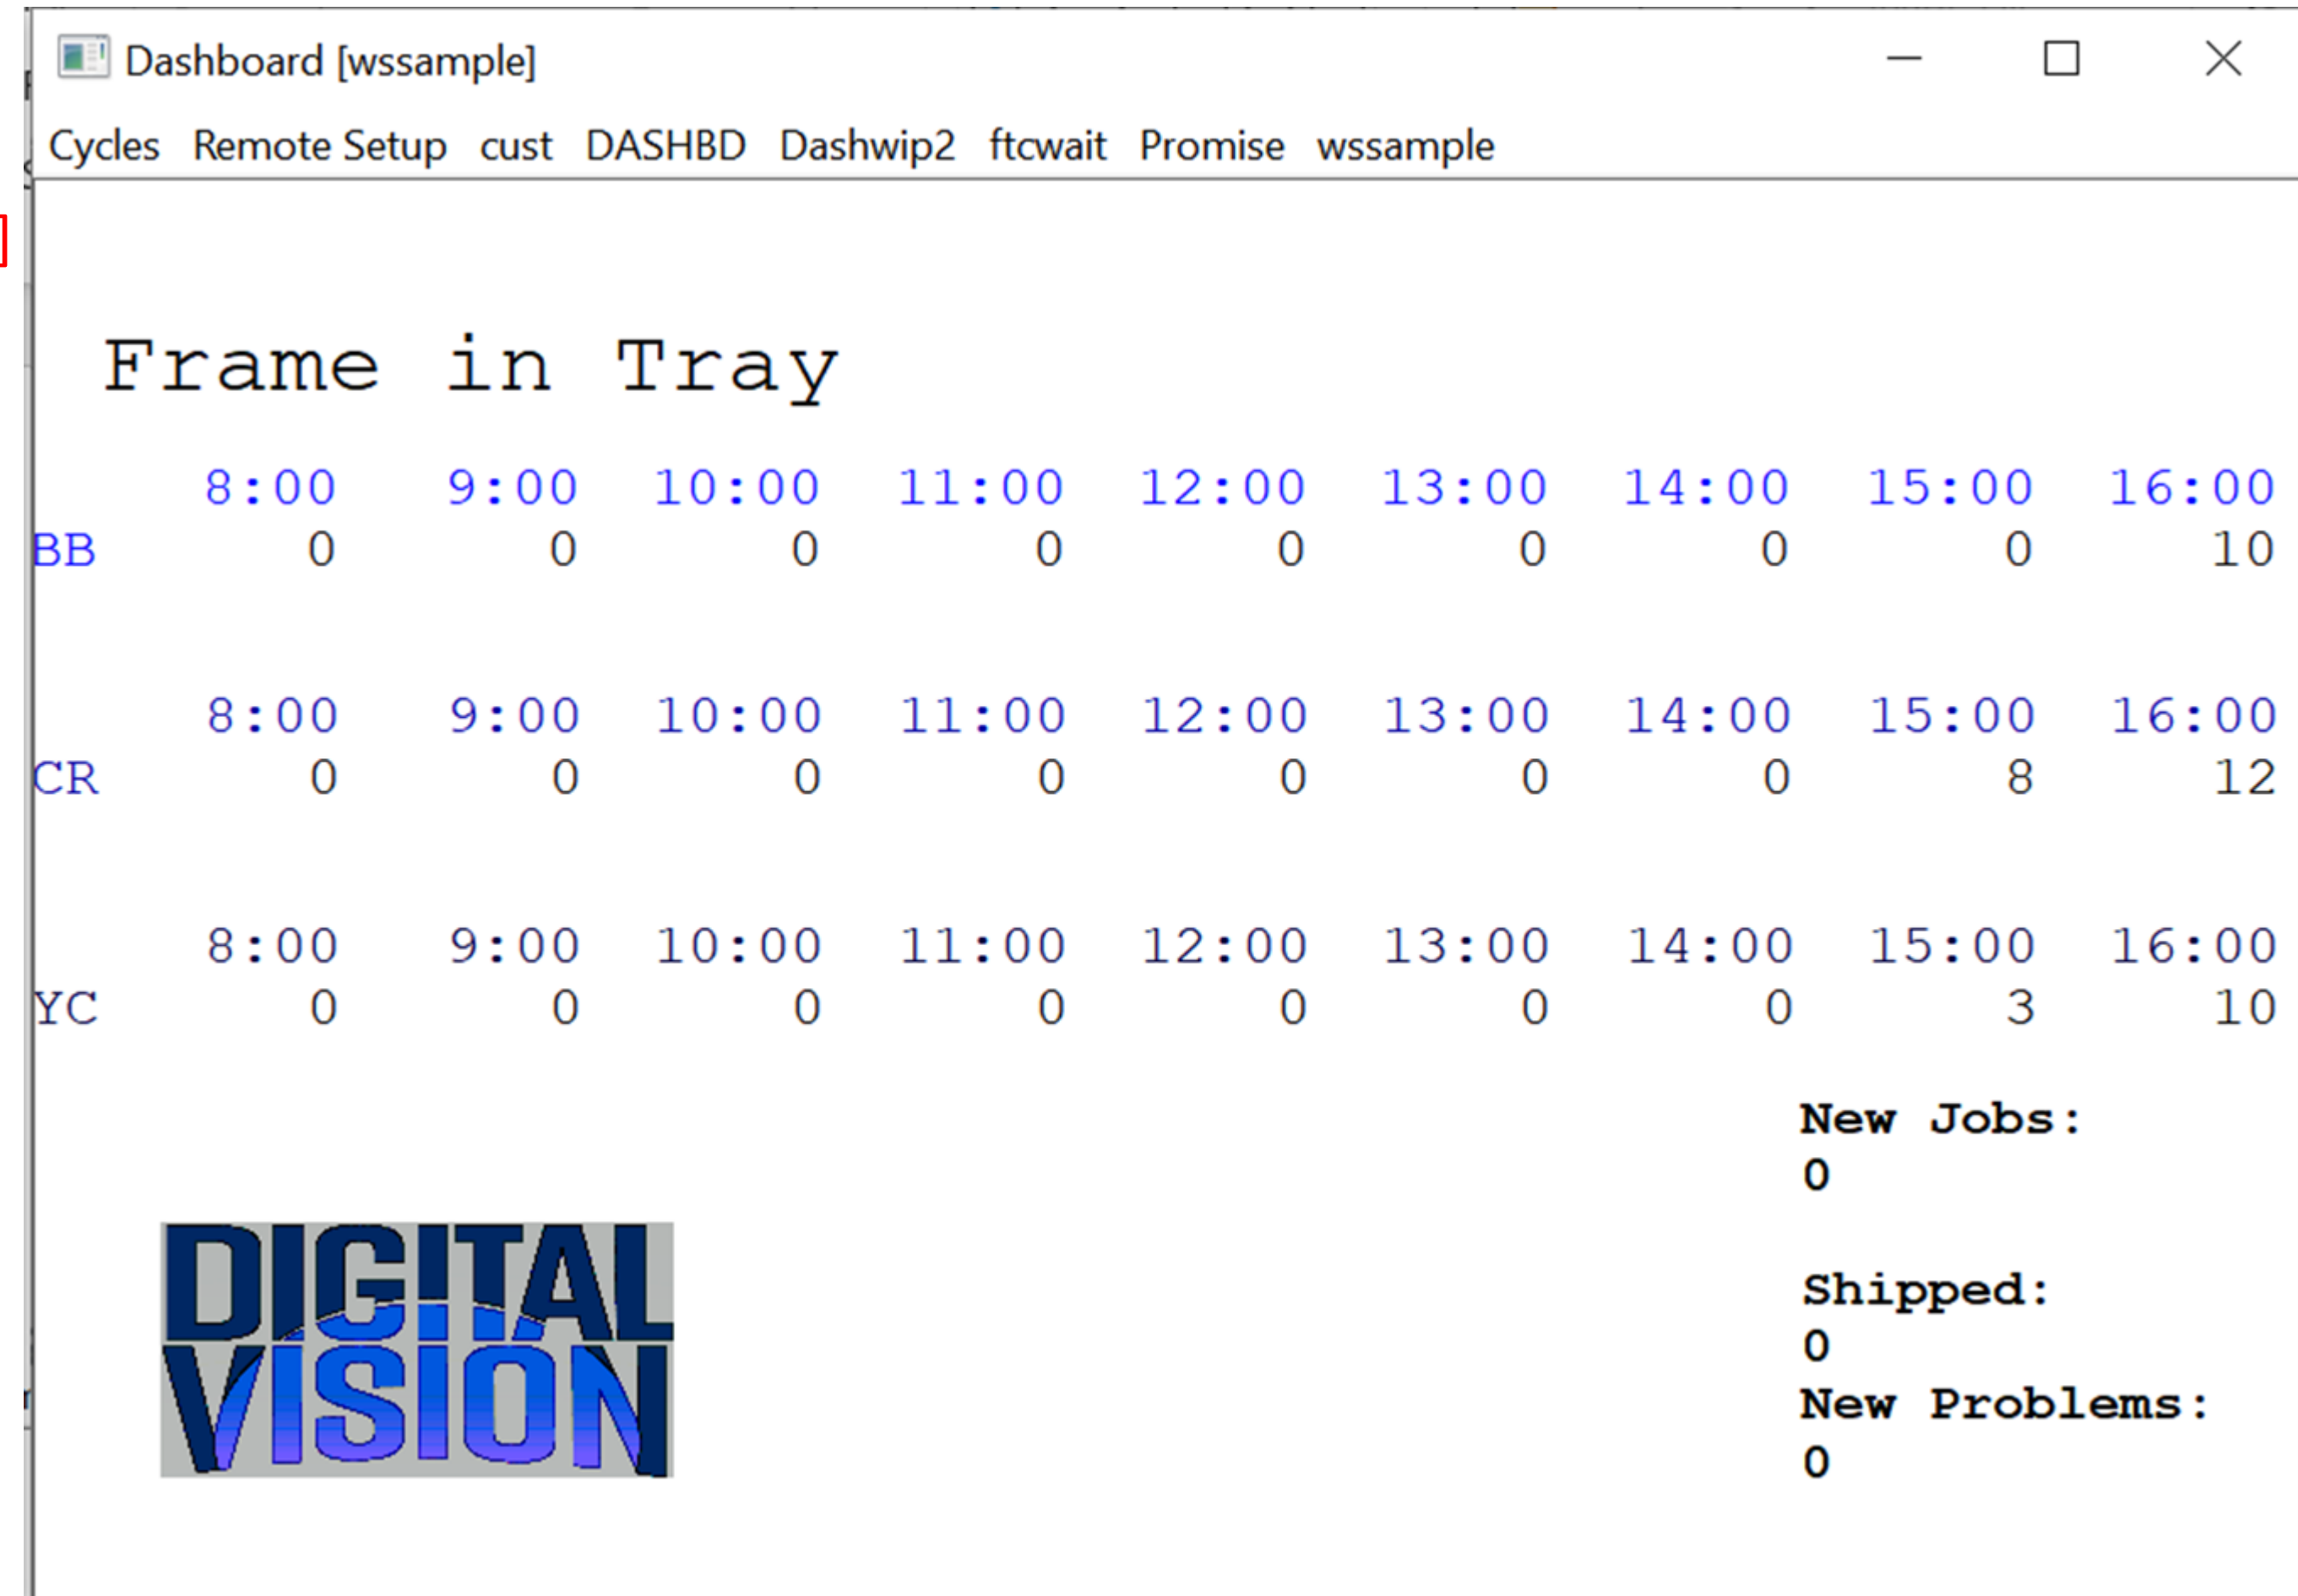 Dashboard [wssample]
Cycles Remote Setup cust DASHBD Dashwip2 ftcwait Promise wssample
Frame in Tray
8:00 9:00 10:00 11:00 12:00 13:00 14:00 15:00 16:00
BB 0 0 0 0 0 0 0 0 10
8:00 9:00 10:00 11:00 12:00 13:00 14:00 15:00 16:00
CR 0 0 0 0 0 0 0 8 12
8:00 9:00 10:00 11:00 12:00 13:00 14:00 15:00 16:00
YC 0 0 0 0 0 0 0 3 10
New Jobs:
0
Shipped:
0
New Problems:
0
DIGITAL
VISION